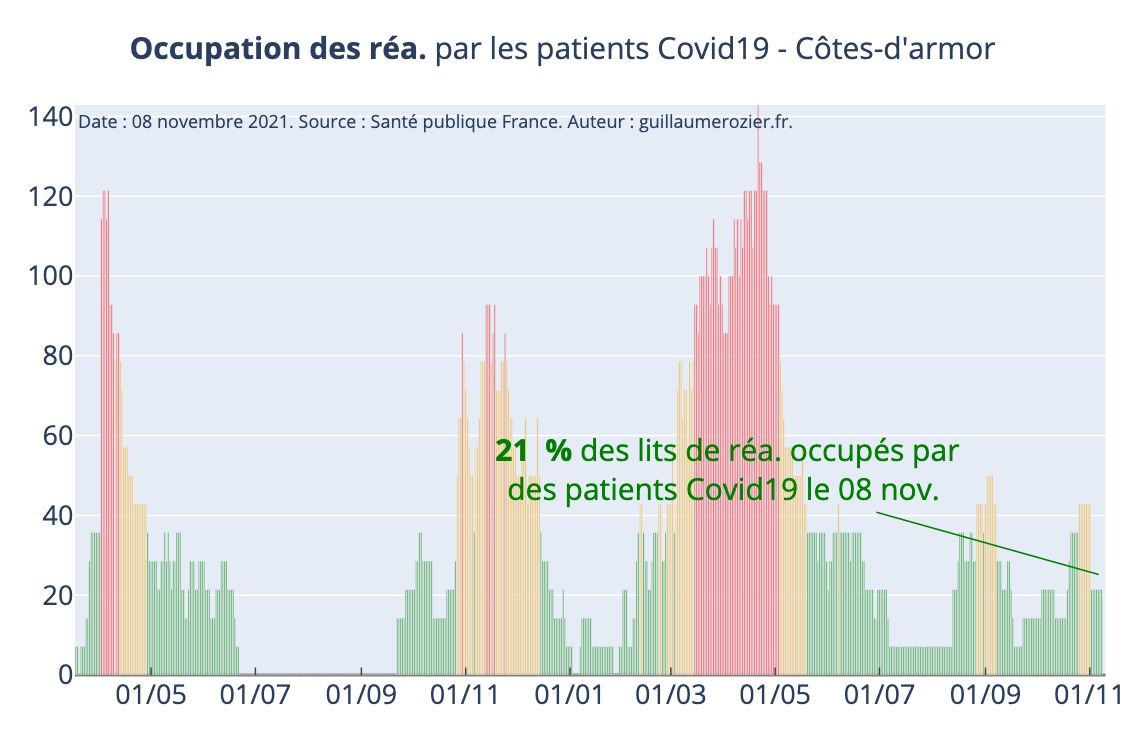 Occupation des réa. par les patients Covid19 - Côtes-d'armor
140
Date : 08 novembre 2021. Source : Santé publique France. Auteur : guillaumerozier.fr.
120
100
80
60
21 % des lits de réa. occupés par
des patients Covid19 le 08 nov.
40
20
0
01/05 01/07 01/09 01/11 01/01 01/03 01/05 01/07 01/09 01/11